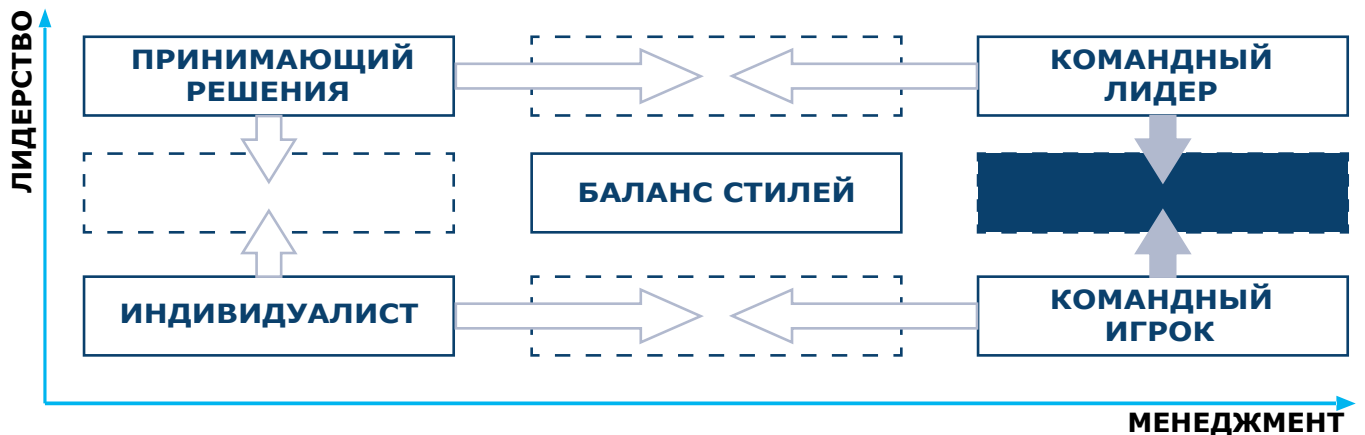 ЛИДЕРСТВО
ПРИНИМАЮЩИЙ
РЕШЕНИЯ
КОМАНДНЫЙ
ЛИДЕР
БАЛАНС СТИЛЕЙ
ИНДИВИДУАЛИСТ
КОМАНДНЫЙ
ИГРОК
МЕНЕДЖМЕНТ